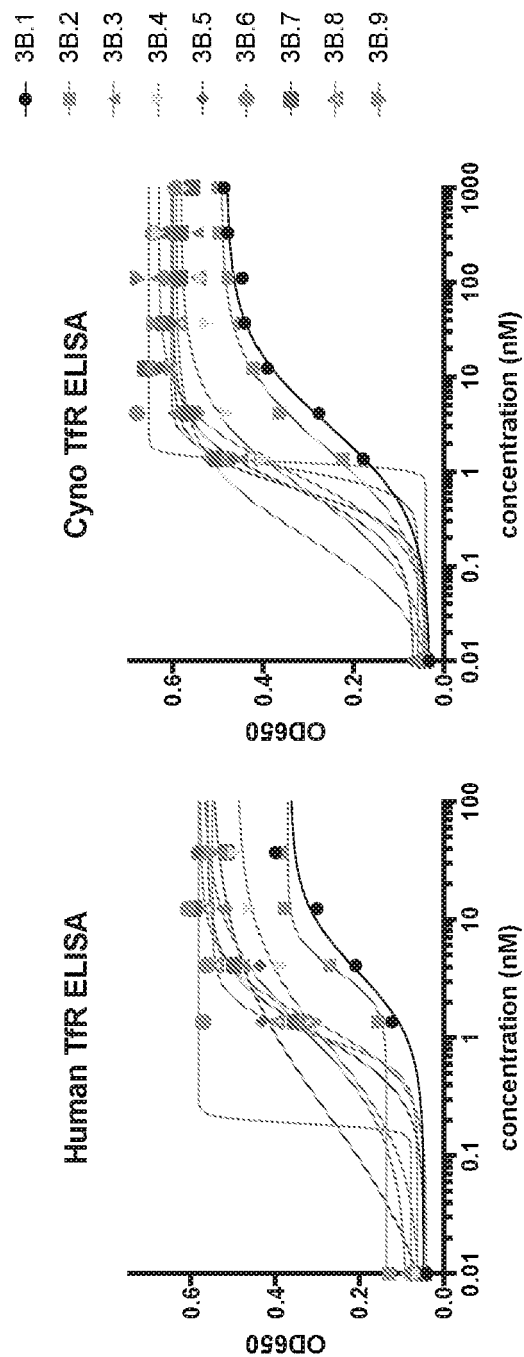 Human TfR ELISA
OD650
0.6
0.4
0.2
0.0
0.01
0.1
1
10
100
concentration (nM)
Cyno TfR ELISA
OD650
0.6
0.4
0.2
0.0
0.01
0.1
1
10
100
1000
concentration (nM)
3B.1
3B.2
3B.3
3B.4
3B.5
3B.6
3B.7
3B.8
3B.9